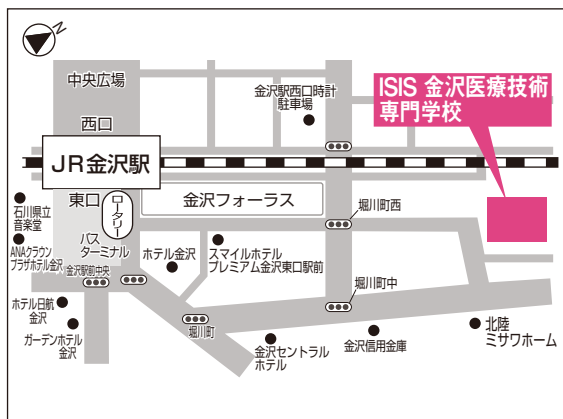 N
中央広場
西口
JR金沢駅
東口
ロータリー
バス
ターミナル
金沢駅西口時計
駐車場
ISIS 金沢医療技術
専門学校
金沢フォーラス
石川県立
音楽堂
ANAクラウン
プラザホテル金沢
金沢駅前中央
ホテル日航
金沢
ガーデンホテル
金沢
ホテル金沢
スマイルホテル
プレミアム金沢東口駅前
堀川町西
堀川町中
堀川町
金沢セントラル
ホテル
金沢信用金庫
北陸
ミサワホーム